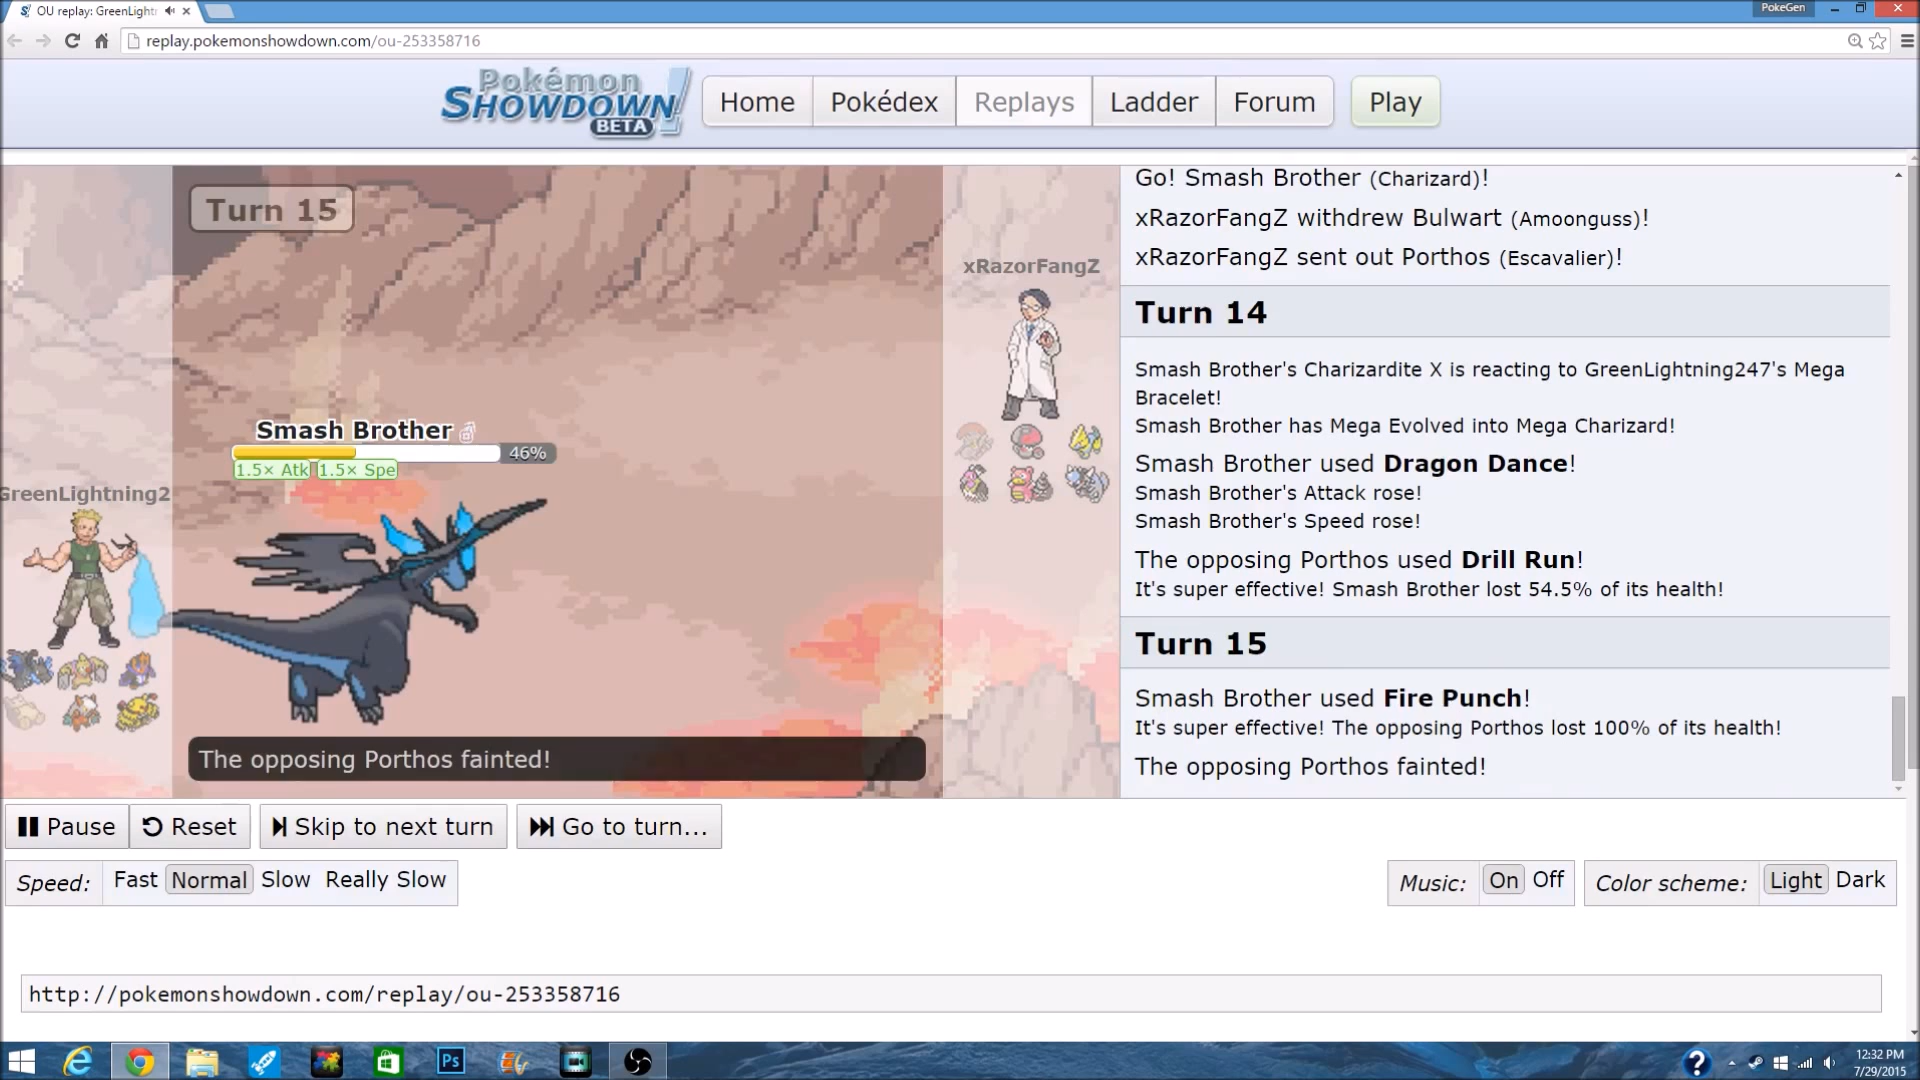 OU replay: GreenLightn
PokeGen
replay.pokemonshowdown.com/ou-253358716
Pokémon
SHOWDOWN!
BETA
Home
Pokédex
Replays
Ladder
Forum
Play
Turn 15
Smash Brother
46%
1.5× Atk
1.5× Spe
GreenLightning2
xRazorFangZ
The opposing Porthos fainted!
Go! Smash Brother (Charizard)!
xRazorFangZ withdrew Bulwart (Amoonguss)!
xRazorFangZ sent out Porthos (Escavalier)!
Turn 14
Smash Brother's Charizardite X is reacting to GreenLightning247's Mega
Bracelet!
Smash Brother has Mega Evolved into Mega Charizard!
Smash Brother used Dragon Dance!
Smash Brother's Attack rose!
Smash Brother's Speed rose!
The opposing Porthos used Drill Run!
It's super effective! Smash Brother lost 54.5% of its health!
Turn 15
Smash Brother used Fire Punch!
It's super effective! The opposing Porthos lost 100% of its health!
The opposing Porthos fainted!
Pause
Reset
Skip to next turn
Go to turn...
Speed:
Fast
Normal
Slow
Really Slow
Music:
On
Off
Color scheme:
Light
Dark
http://pokemonshowdown.com/replay/ou-253358716
Ps
12:32 PM
7/29/2015